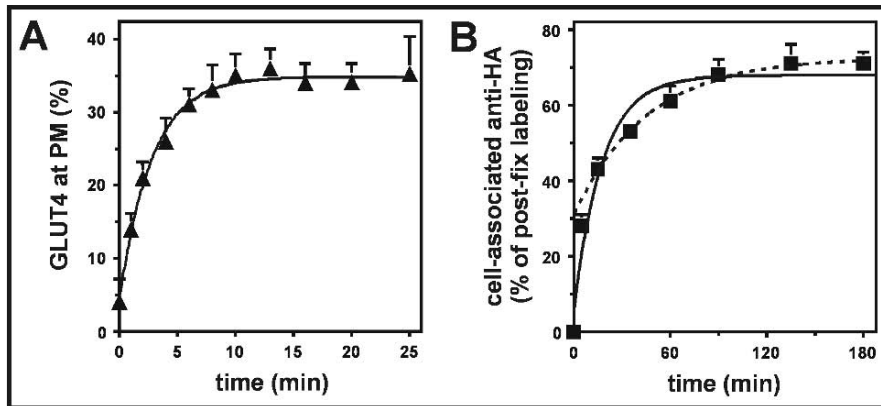 A
GLUT4 at PM (%)
40
30
20
10
0
0 5 10 15 20 25
time (min)
B
cell-associated anti-HA
(% of post-fix labeling)
80
60
40
20
0
0 60 120 180
time (min)